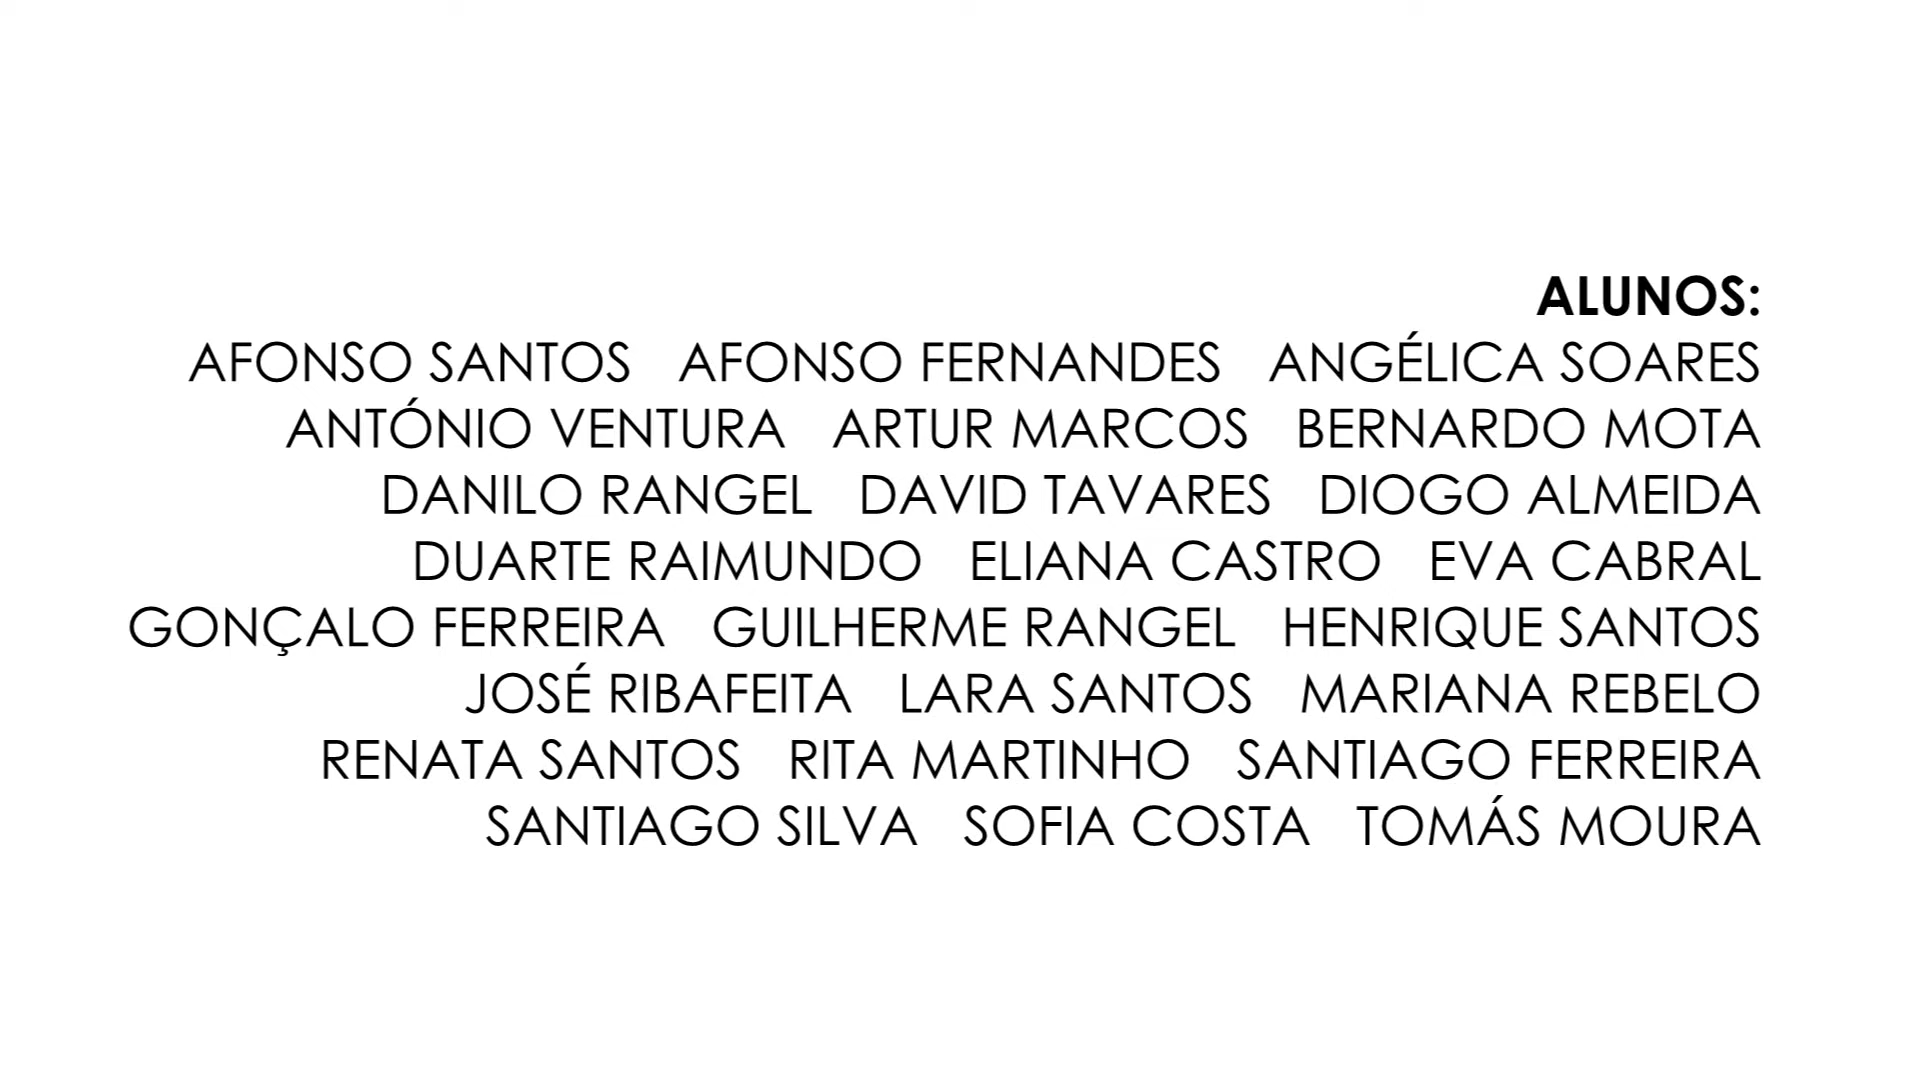 ALUNOS:
AFONSO SANTOS AFONSO FERNANDES ANGÉLICA SOARES
ANTÓNIO VENTURA ARTUR MARCOS BERNARDO MOTA
DANILO RANGEL DAVID TAVARES DIOGO ALMEIDA
DUARTE RAIMUNDO ELIANA CASTRO EVA CABRAL
GONÇALO FERREIRA GUILHERME RANGEL HENRIQUE SANTOS
JOSÉ RIBAFEITA LARA SANTOS MARIANA REBELO
RENATA SANTOS RITA MARTINHO SANTIAGO FERREIRA
SANTIAGO SILVA SOFIA COSTA TOMÁS MOURA